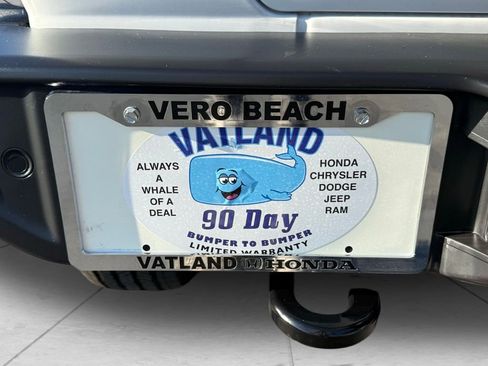 VERO BEACH
VATLAND
ALWAYS
A
WHALE
OF A
DEAL
HONDA
CHRYSLER
DODGE
JEEP
RAM
90 Day
BUMPER TO BUMPER
LIMITED WARRANTY
VATLAND HONDA